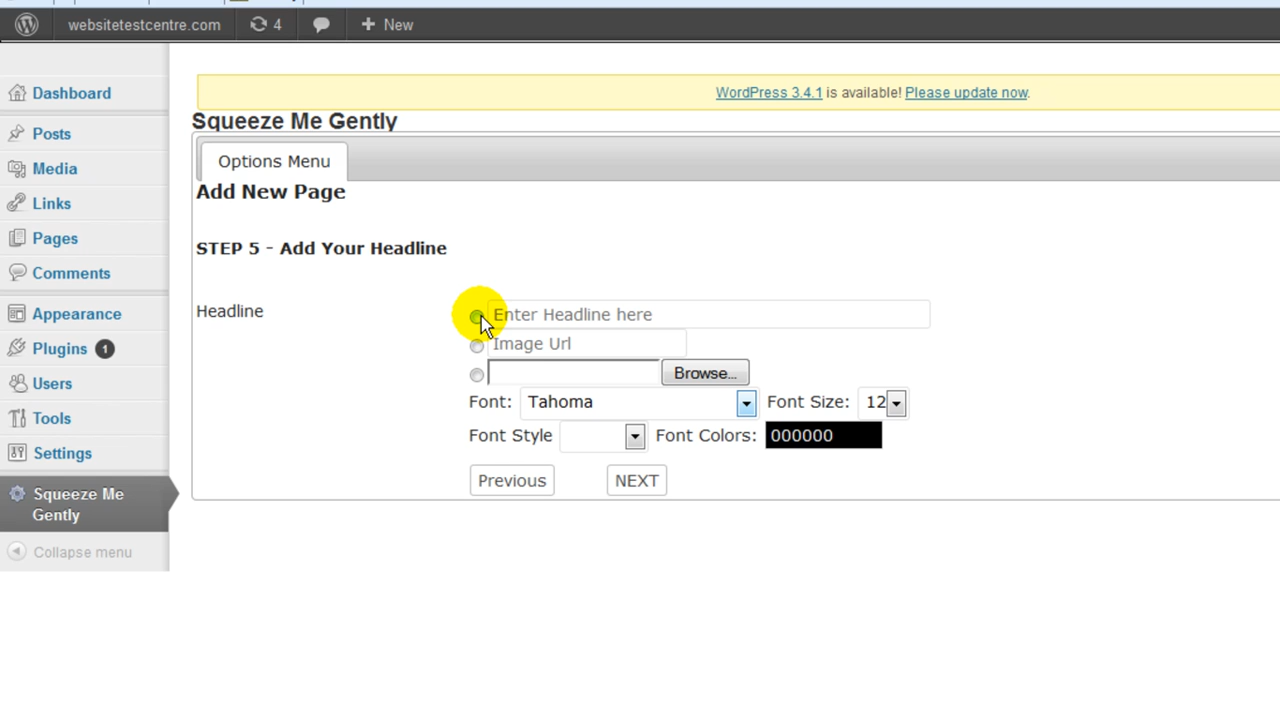 websitetestcentre.com 4 New
Dashboard
Posts
Media
Links
Pages
Comments
Appearance
Plugins 1
Users
Tools
Settings
Squeeze Me
Gently
Collapse menu
WordPress 3.4.1 is available! Please update now.
Squeeze Me Gently
Options Menu
Add New Page
STEP 5 - Add Your Headline
Headline
Enter Headline here
Image Url
Browse...
Font: Tahoma Font Size: 12
Font Style Font Colors: 000000
Previous NEXT